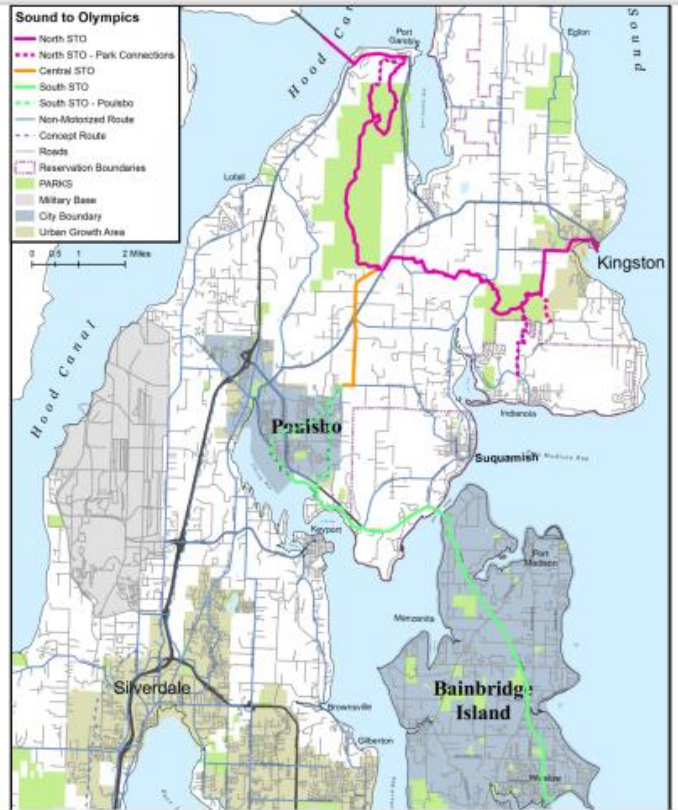 Sound to Olympics
North STO
North STO - Park Connections
Central STO
South STO
South STO - Poulsbo
Non-Motorized Route
Concept Route
Roads
Reservation Boundaries
PARKS
Military Base
City Boundary
Urban Growth Area
0 0.5 1 2 Miles
Hood Canal
Port
Gamble
Eglon
Sound
Lofall
Kingston
Hood Canal
Indianola
Poulsbo
Suquamish
Keyport
Port
Madison
Manzanita
Silverdale
Bainbridge
Island
Brownsville
Gilberton
Winslow